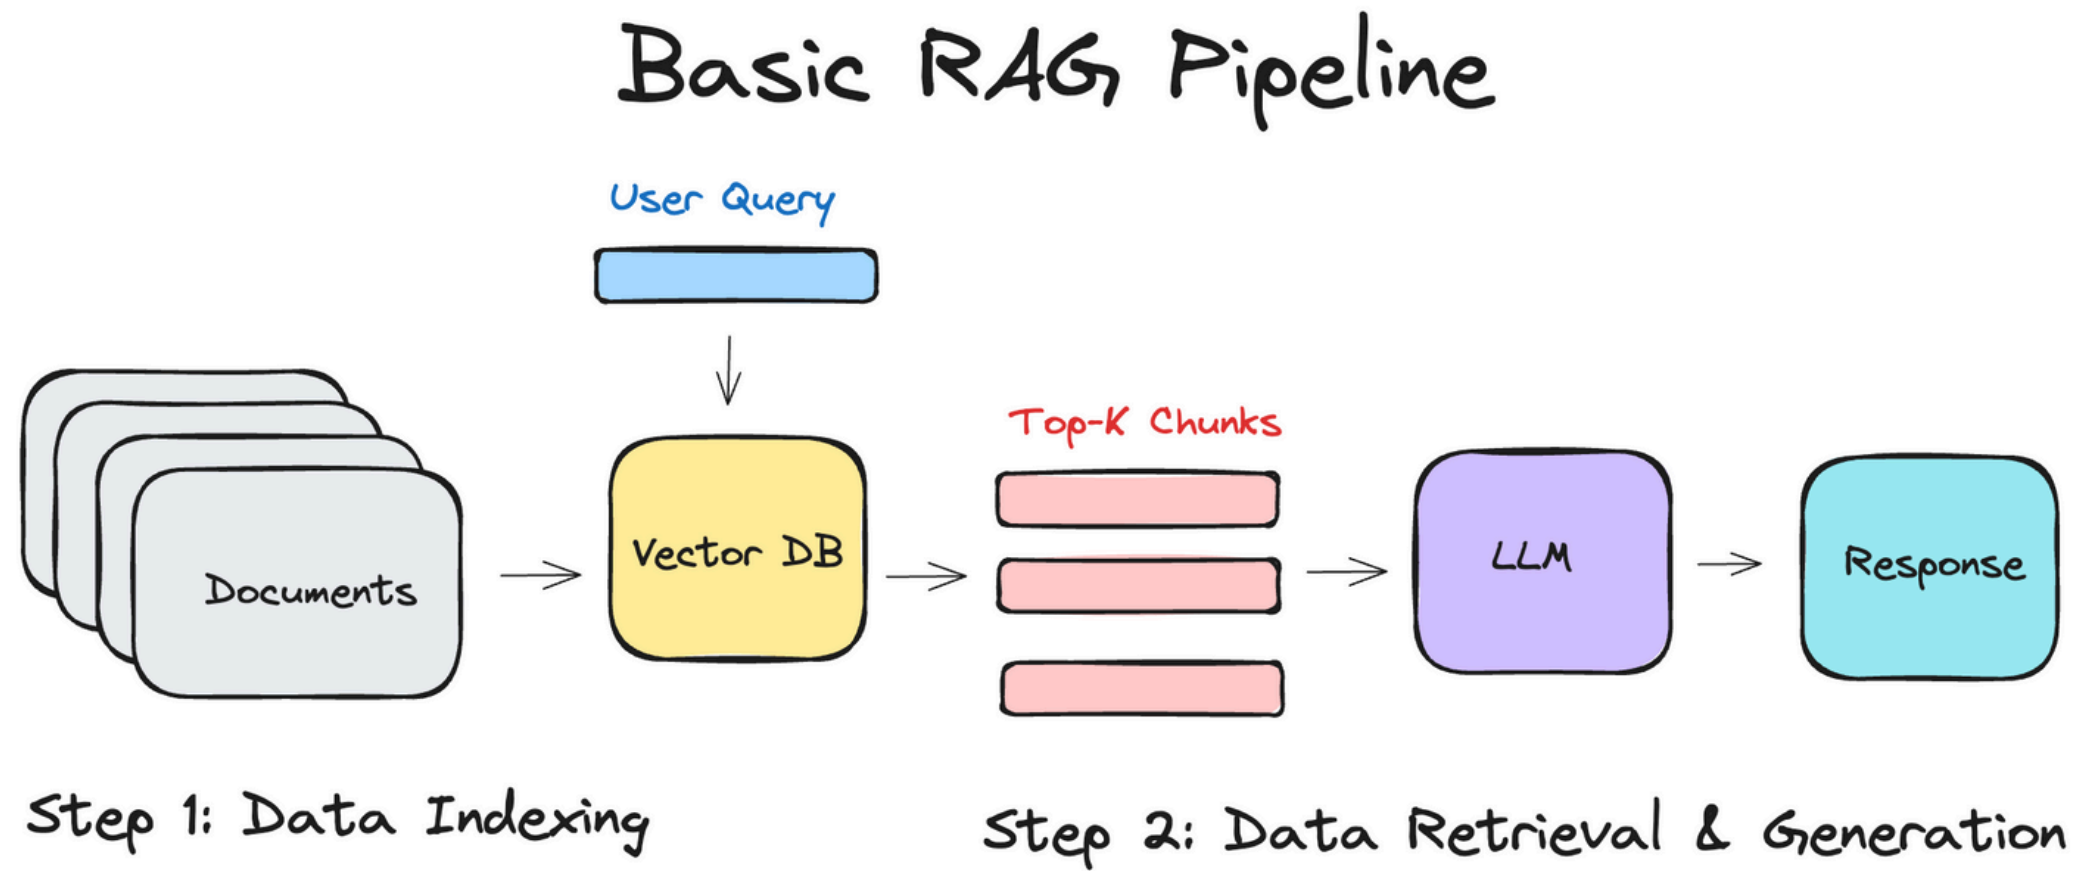 Basic RAG Pipeline
User Query
Top-K Chunks
Documents
Vector DB
LLM
Response
Step 1: Data Indexing
Step 2: Data Retrieval & Generation